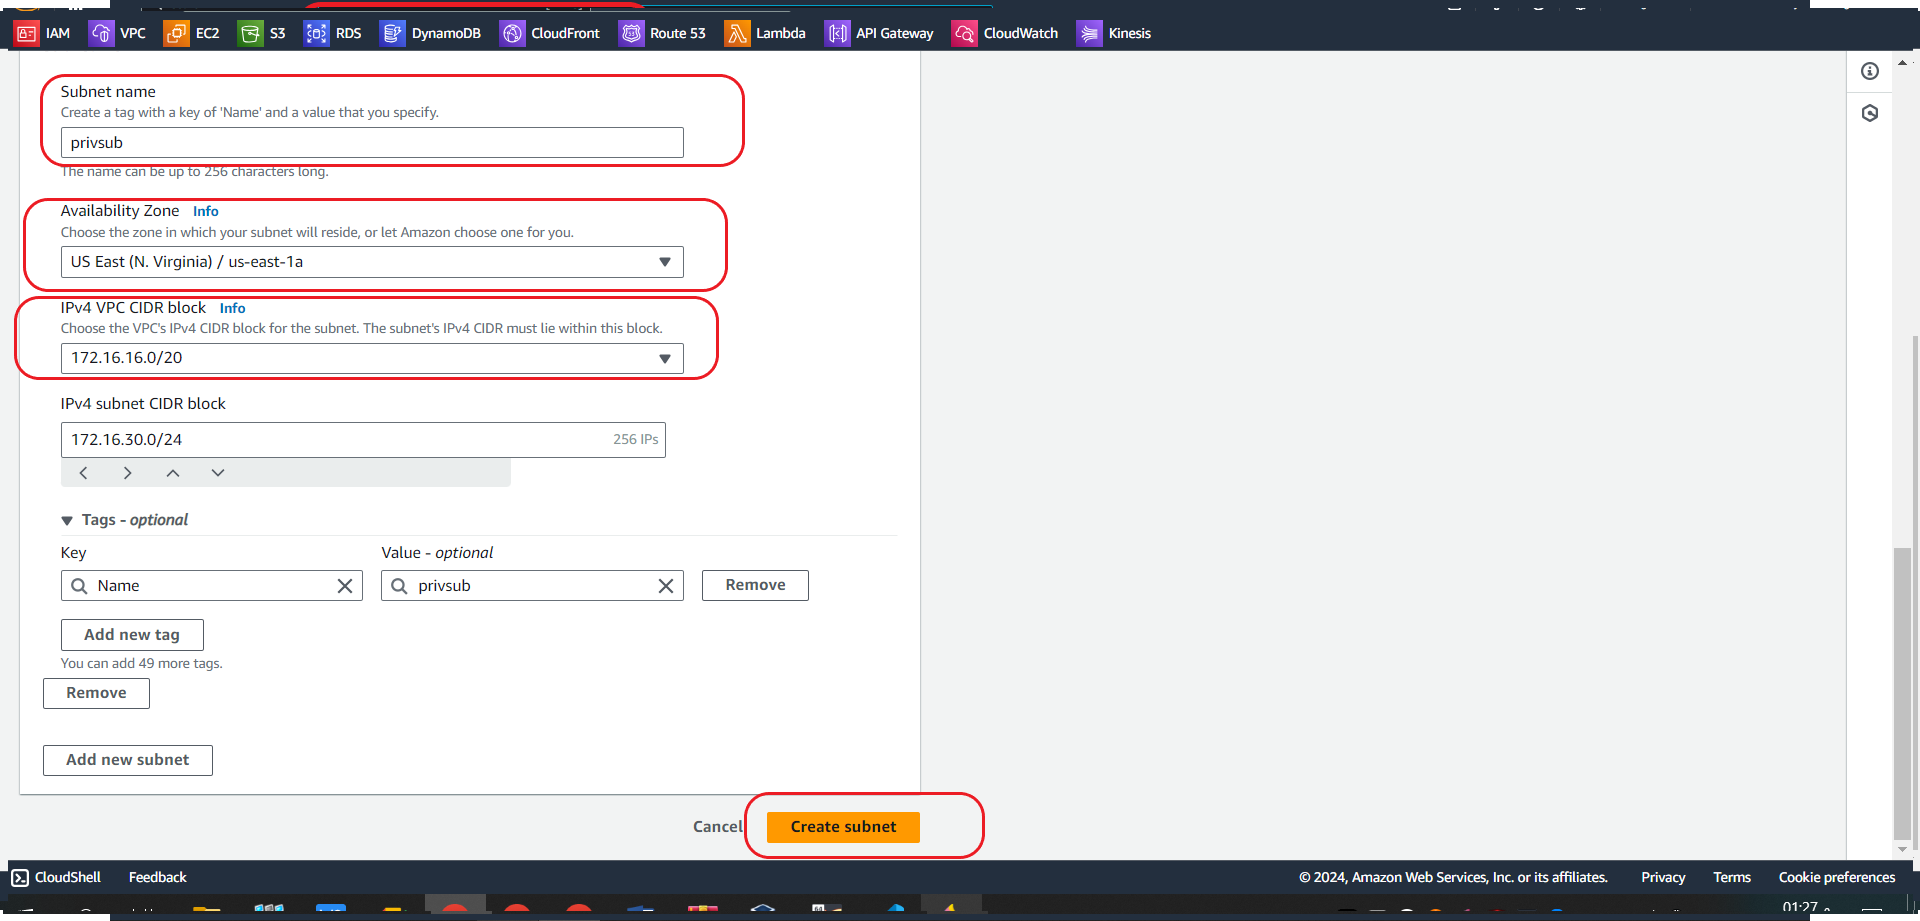 IAM VPC EC2 S3 RDS DynamoDB CloudFront Route 53 Lambda API Gateway CloudWatch Kinesis
Subnet name
Create a tag with a key of 'Name' and a value that you specify.
privsub
The name can be up to 256 characters long.
Availability Zone Info
Choose the zone in which your subnet will reside, or let Amazon choose one for you.
US East (N. Virginia) / us-east-1a
IPv4 VPC CIDR block Info
Choose the VPC's IPv4 CIDR block for the subnet. The subnet's IPv4 CIDR must lie within this block.
172.16.16.0/20
IPv4 subnet CIDR block
172.16.30.0/24 256 IPs
Tags - optional
Key Value - optional
Name privsub Remove
Add new tag
You can add 49 more tags.
Remove
Add new subnet
Cancel Create subnet
CloudShell Feedback © 2024, Amazon Web Services, Inc. or its affiliates. Privacy Terms Cookie preferences
01:27